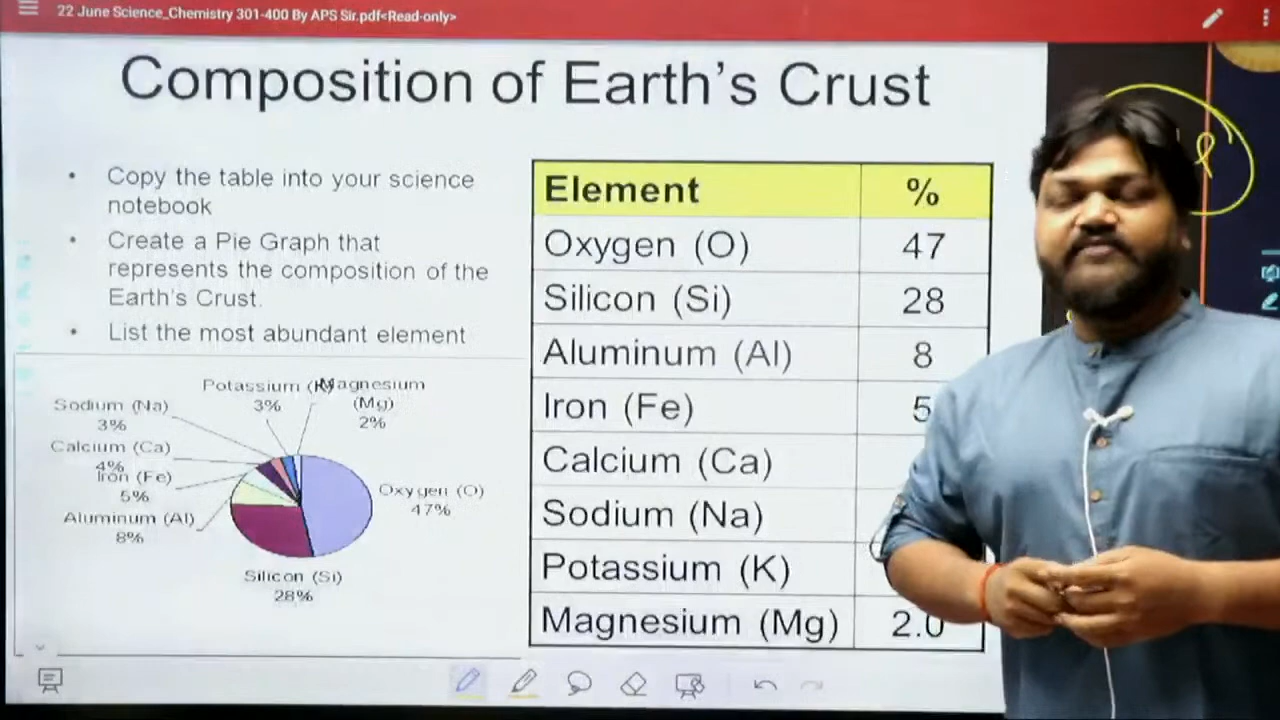 22 June Science_Chemistry 301-400 By APS Sir.pdf<Read-only>
Composition of Earth's Crust
• Copy the table into your science
notebook
• Create a Pie Graph that
represents the composition of the
Earth's Crust.
• List the most abundant element
Potassium (K)
3%
Magnesium
(Mg)
2%
Sodium (Na)
3%
Calcium (Ca)
4%
Iron (Fe)
5%
Aluminum (Al)
8%
Oxygen (O)
47%
Silicon (Si)
28%
Element %
Oxygen (O) 47
Silicon (Si) 28
Aluminum (Al) 8
Iron (Fe) 5
Calcium (Ca)
Sodium (Na)
Potassium (K)
Magnesium (Mg) 2.0